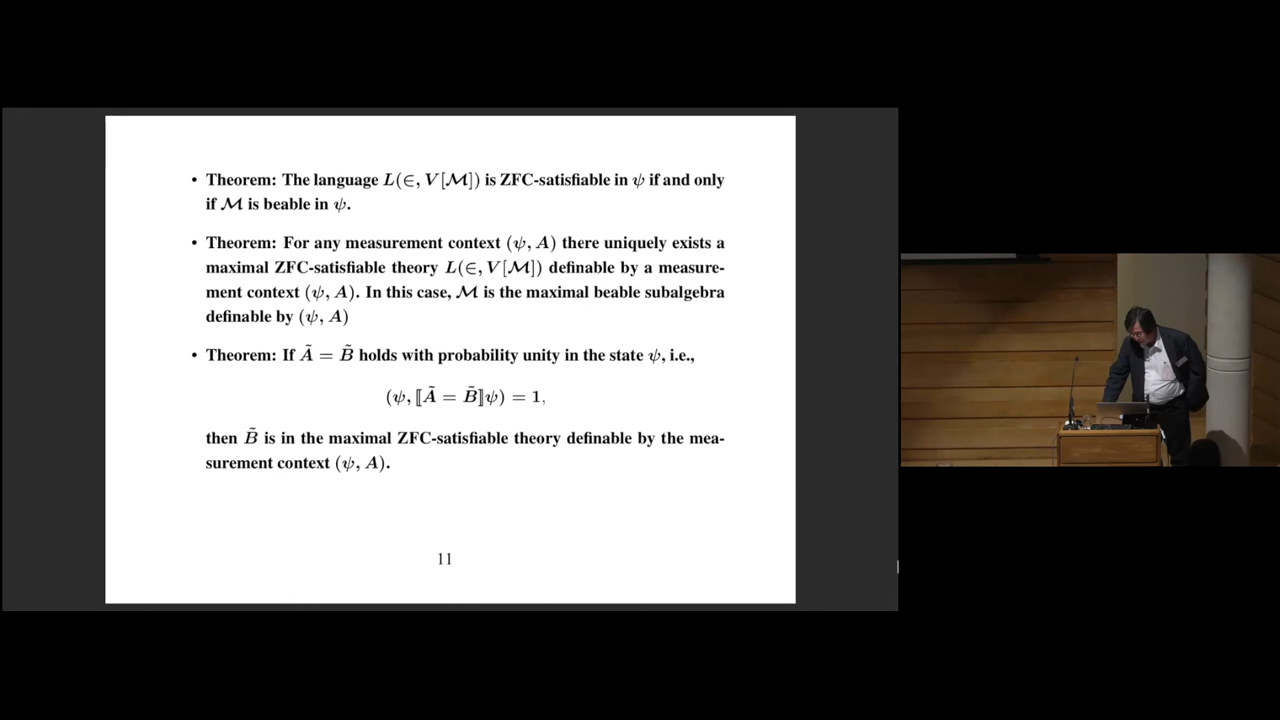 • Theorem: The language L(∈, V[ℳ]) is ZFC-satisfiable in ψ if and only
if ℳ is beable in ψ.
• Theorem: For any measurement context (ψ, A) there uniquely exists a
maximal ZFC-satisfiable theory L(∈, V[ℳ]) definable by a measure-
ment context (ψ, A). In this case, ℳ is the maximal beable subalgebra
definable by (ψ, A)
• Theorem: If Ã = B̃ holds with probability unity in the state ψ, i.e.,
(ψ, ⟦Ã = B̃⟧ψ) = 1,
then B̃ is in the maximal ZFC-satisfiable theory definable by the mea-
surement context (ψ, A).
11